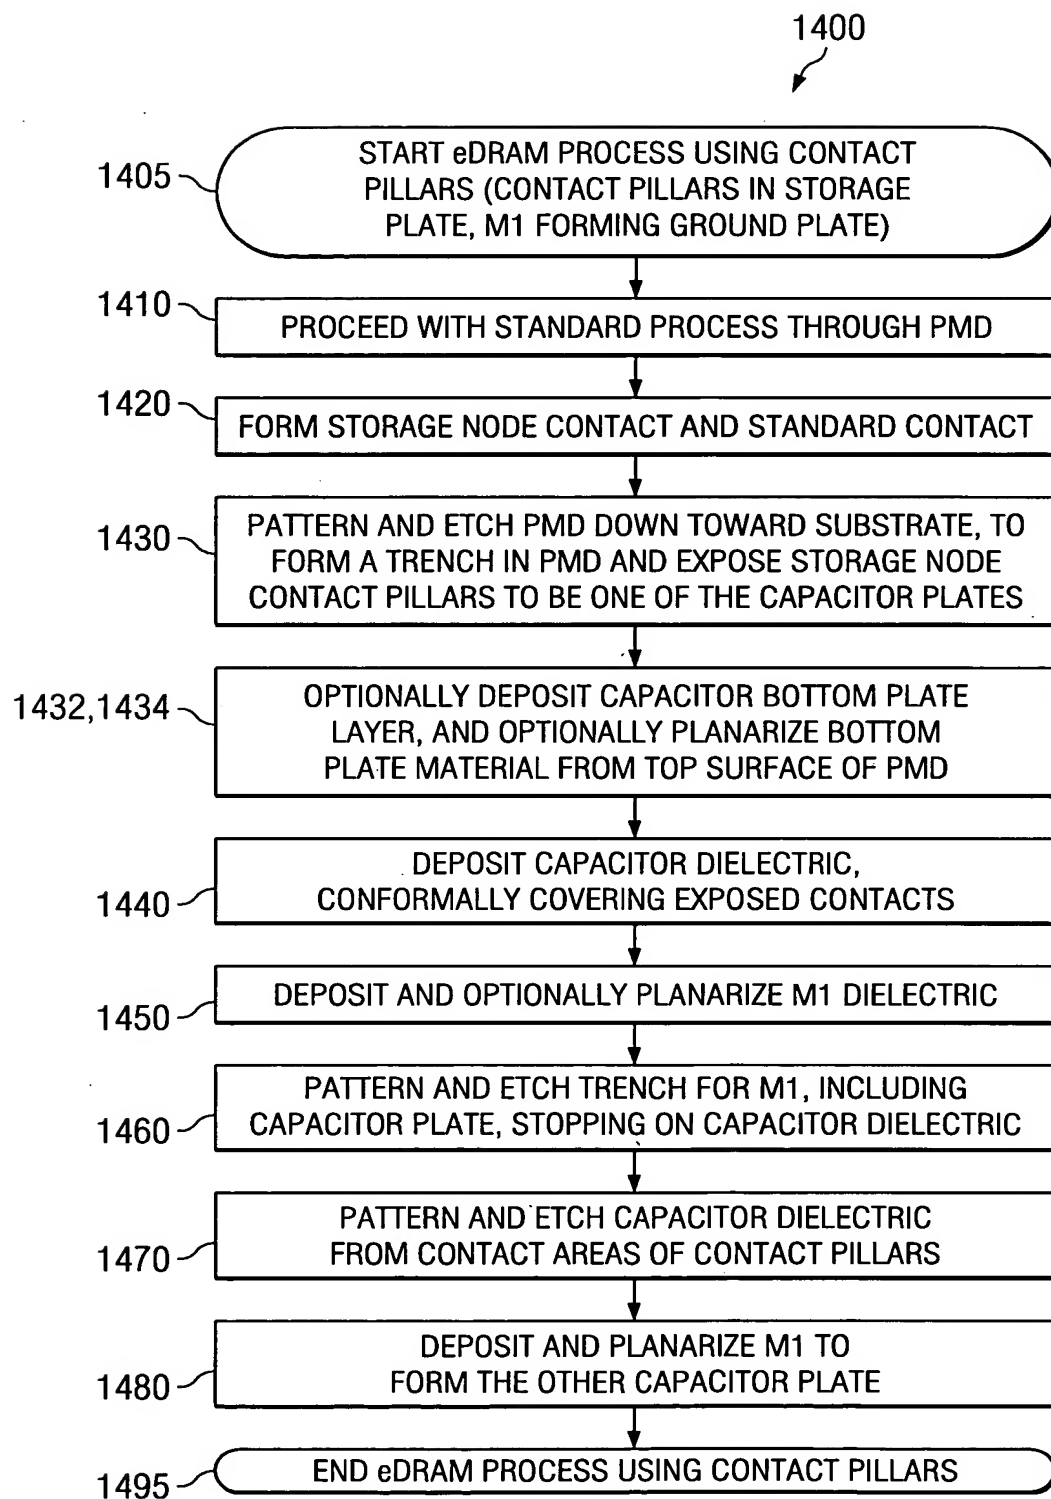 1400
1405
START eDRAM PROCESS USING CONTACT
PILLARS (CONTACT PILLARS IN STORAGE
PLATE, M1 FORMING GROUND PLATE)
1410
PROCEED WITH STANDARD PROCESS THROUGH PMD
1420
FORM STORAGE NODE CONTACT AND STANDARD CONTACT
1430
PATTERN AND ETCH PMD DOWN TOWARD SUBSTRATE, TO
FORM A TRENCH IN PMD AND EXPOSE STORAGE NODE
CONTACT PILLARS TO BE ONE OF THE CAPACITOR PLATES
1432,1434
OPTIONALLY DEPOSIT CAPACITOR BOTTOM PLATE
LAYER, AND OPTIONALLY PLANARIZE BOTTOM
PLATE MATERIAL FROM TOP SURFACE OF PMD
1440
DEPOSIT CAPACITOR DIELECTRIC,
CONFORMALLY COVERING EXPOSED CONTACTS
1450
DEPOSIT AND OPTIONALLY PLANARIZE M1 DIELECTRIC
1460
PATTERN AND ETCH TRENCH FOR M1, INCLUDING
CAPACITOR PLATE, STOPPING ON CAPACITOR DIELECTRIC
1470
PATTERN AND ETCH CAPACITOR DIELECTRIC
FROM CONTACT AREAS OF CONTACT PILLARS
1480
DEPOSIT AND PLANARIZE M1 TO
FORM THE OTHER CAPACITOR PLATE
1495
END eDRAM PROCESS USING CONTACT PILLARS